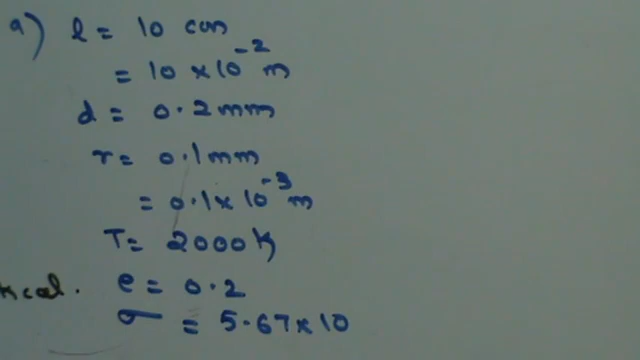 a) l = 10 cm
= 10 × 10⁻² m
d = 0.2 mm
r = 0.1 mm
= 0.1 × 10⁻³ m
T = 2000 K
e = 0.2
σ = 5.67 × 10